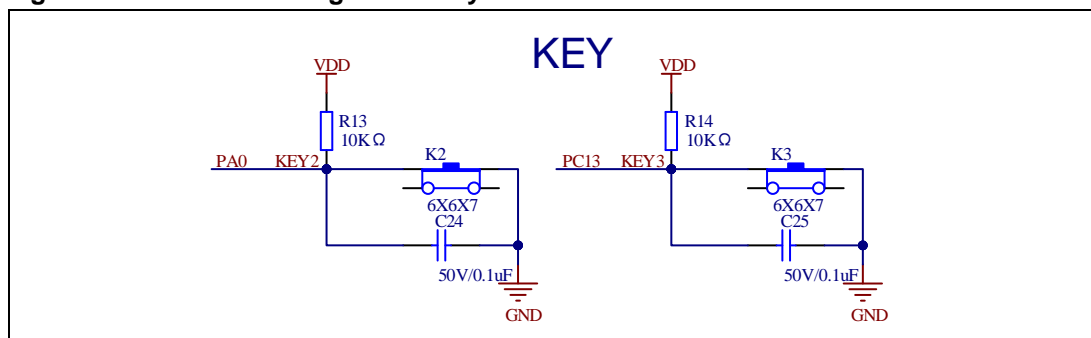 KEY
VDD
R13
10KΩ
PA0 KEY2
K2
6X6X7
C24
50V/0.1uF
GND
VDD
R14
10KΩ
PC13 KEY3
K3
6X6X7
C25
50V/0.1uF
GND